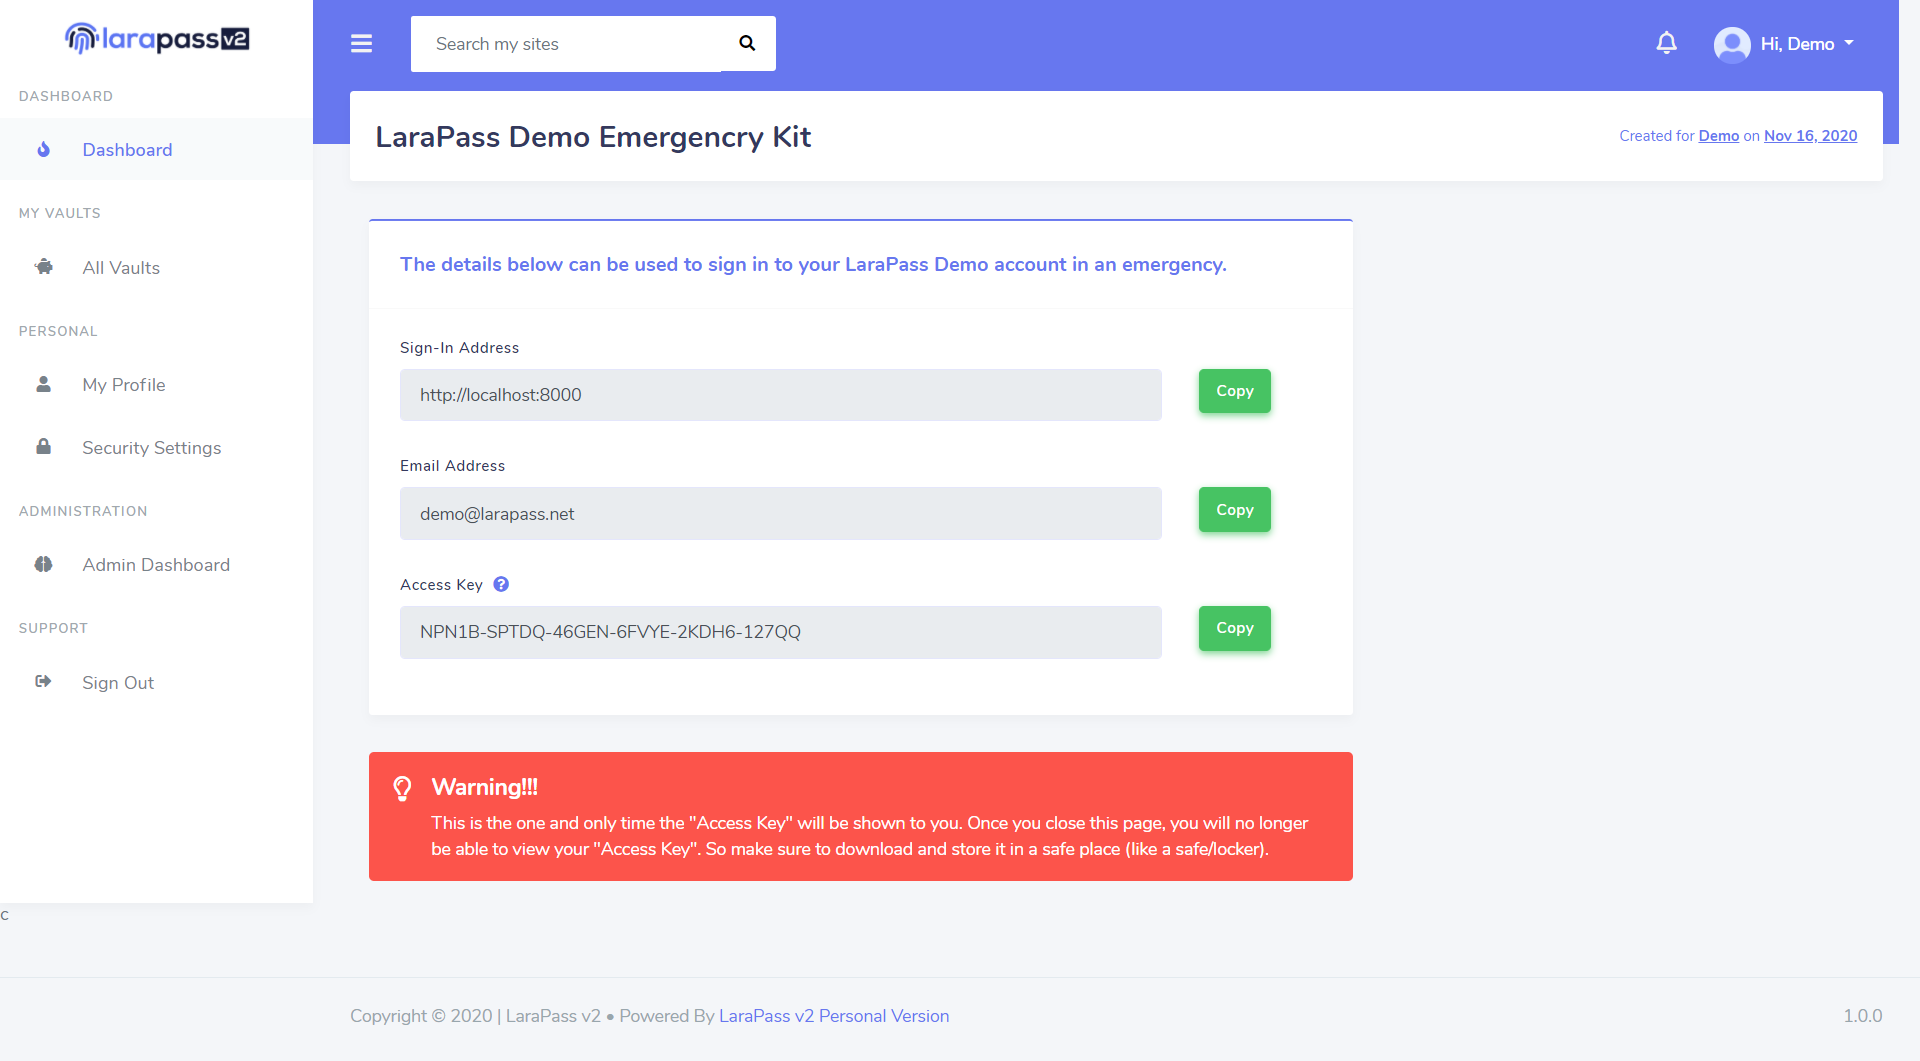 larapass v2
DASHBOARD
Dashboard
MY VAULTS
All Vaults
PERSONAL
My Profile
Security Settings
ADMINISTRATION
Admin Dashboard
SUPPORT
Sign Out
c
Search my sites
Hi, Demo
LaraPass Demo Emergencry Kit
Created for Demo on Nov 16, 2020
The details below can be used to sign in to your LaraPass Demo account in an emergency.
Sign-In Address
http://localhost:8000
Copy
Email Address
demo@larapass.net
Copy
Access Key ?
NPN1B-SPTDQ-46GEN-6FVYE-2KDH6-127QQ
Copy
Warning!!!
This is the one and only time the "Access Key" will be shown to you. Once you close this page, you will no longer
be able to view your "Access Key". So make sure to download and store it in a safe place (like a safe/locker).
Copyright © 2020 | LaraPass v2 • Powered By LaraPass v2 Personal Version
1.0.0